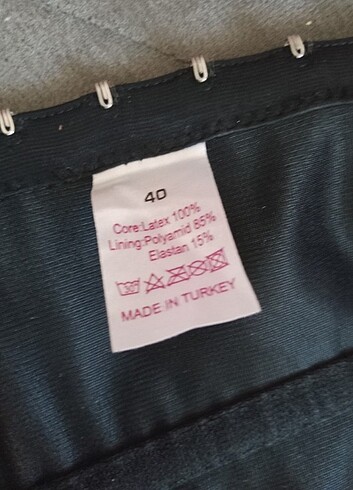 40
Core:Latex 100%
Lining:Polyamid 85%
Elastan 15%
MADE IN TURKEY